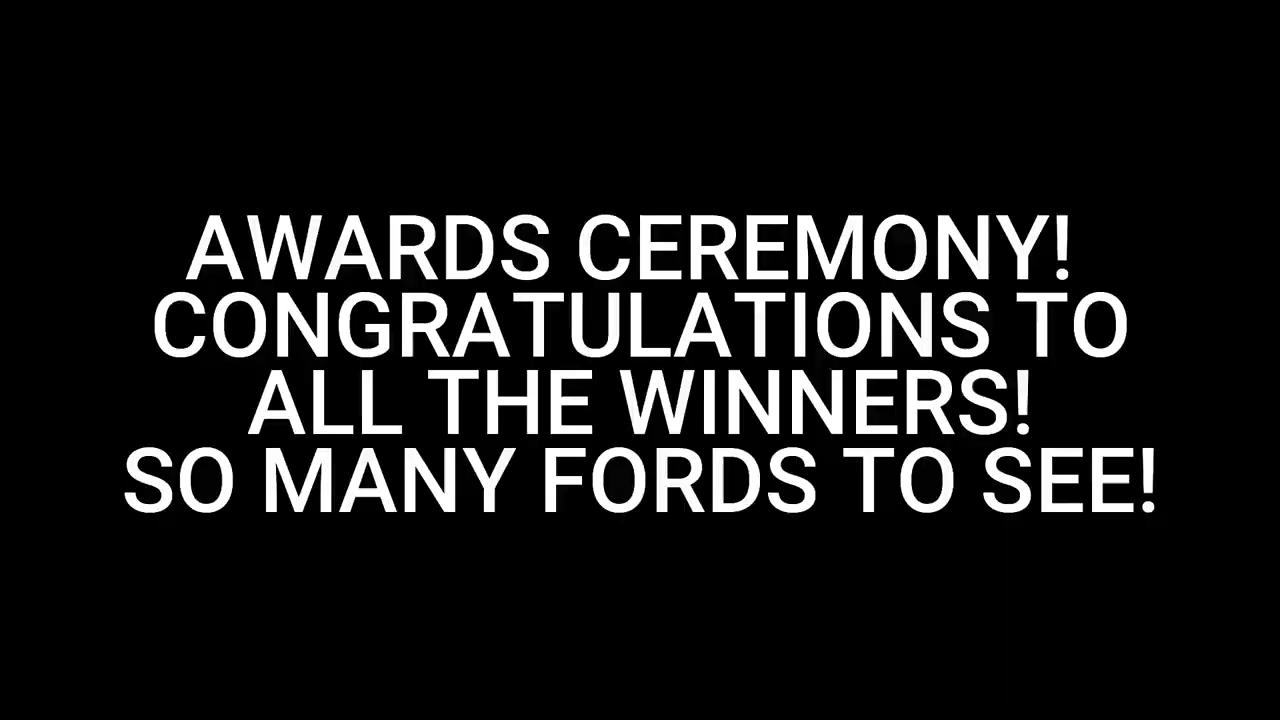 AWARDS CEREMONY!
CONGRATULATIONS TO
ALL THE WINNERS!
SO MANY FORDS TO SEE!